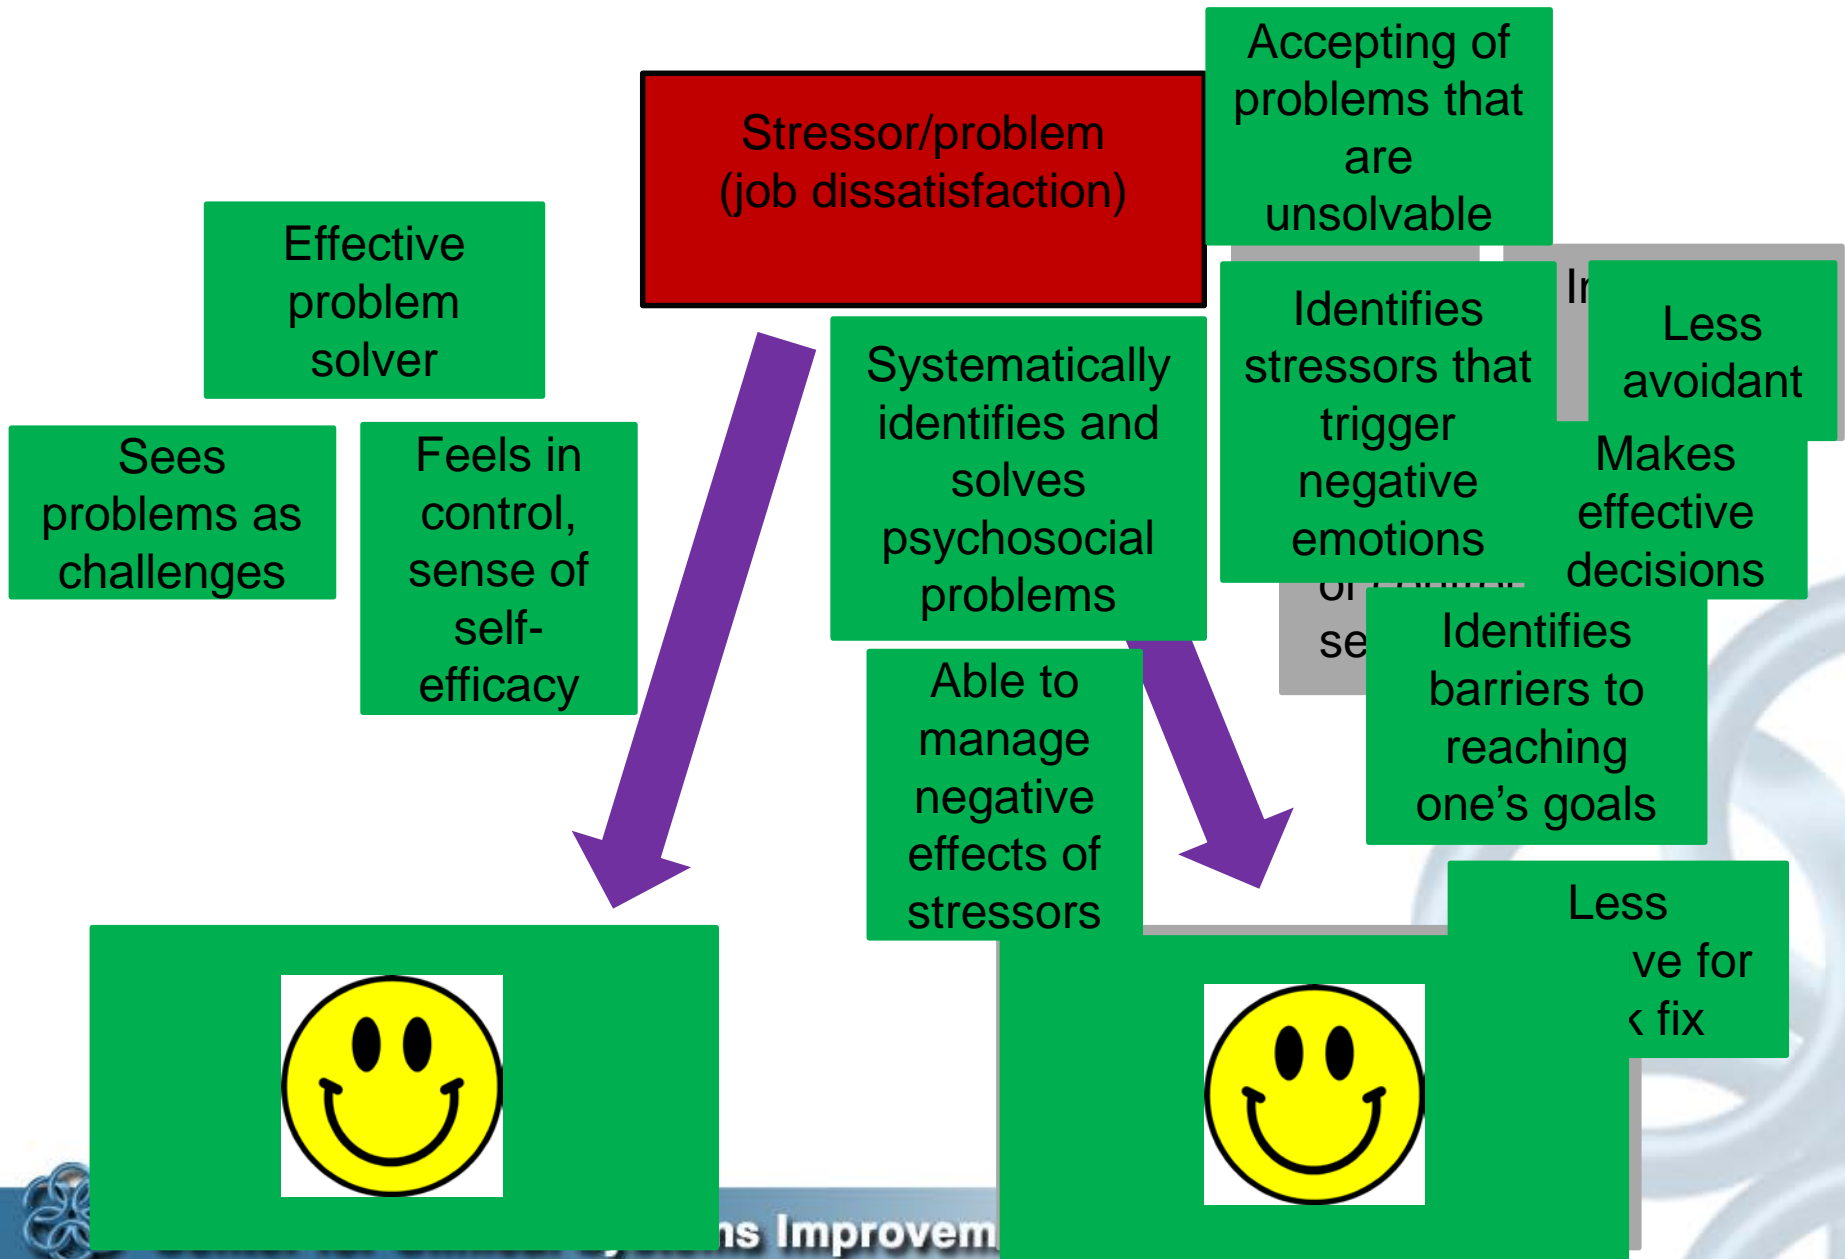 Stressor/problem
(job dissatisfaction)
Accepting of
problems that
are
unsolvable
Effective
problem
solver
Sees
problems as
challenges
Feels in
control,
sense of
self-
efficacy
Systematically
identifies and
solves
psychosocial
problems
Identifies
stressors that
trigger
negative
emotions
Less
avoidant
Makes
effective
decisions
Identifies
barriers to
reaching
one’s goals
Able to
manage
negative
effects of
stressors
Less
for
fix